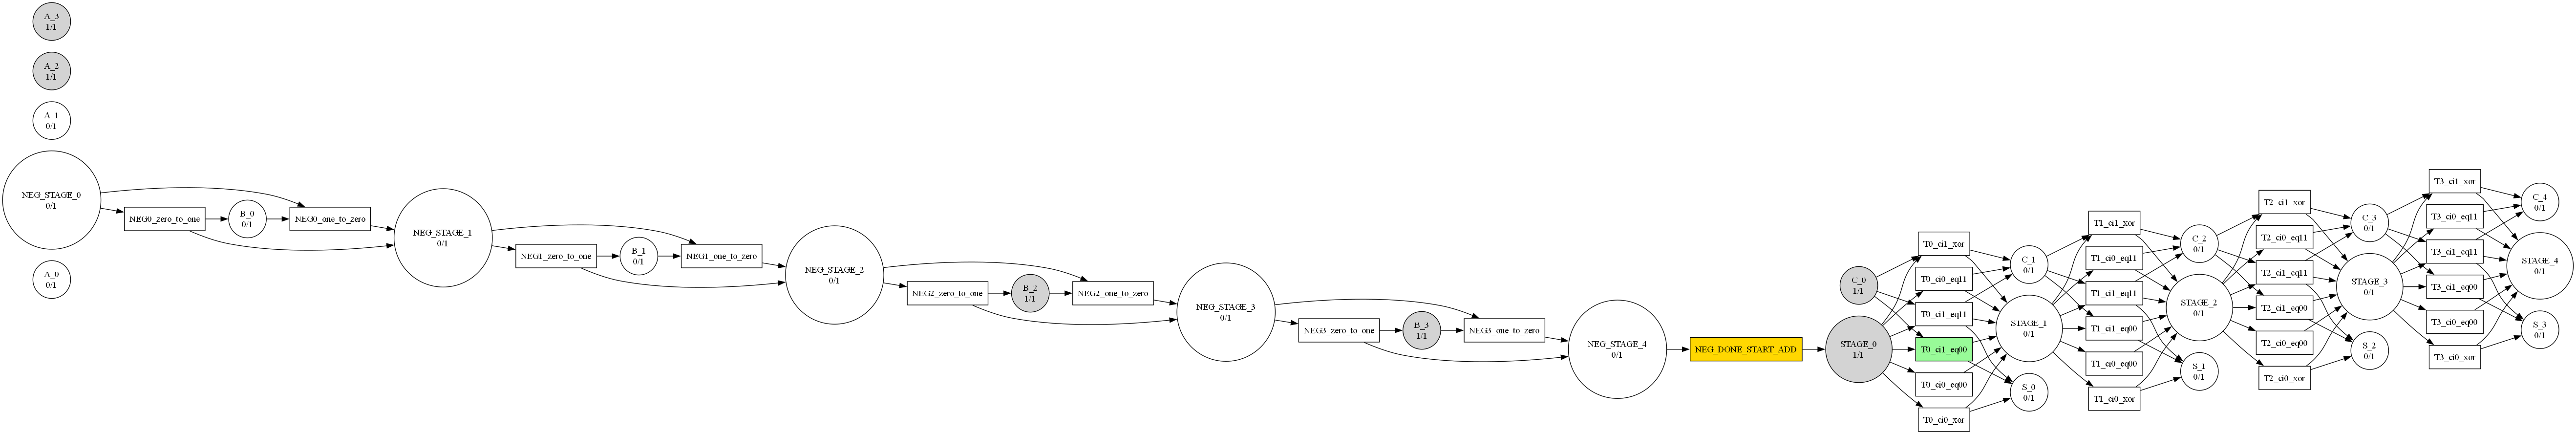 A_3
1/1
A_2
1/1
A_1
0/1
NEG_STAGE_0
0/1
A_0
0/1
NEG0_zero_to_one
B_0
0/1
NEG0_one_to_zero
NEG_STAGE_1
0/1
NEG1_zero_to_one
B_1
0/1
NEG1_one_to_zero
NEG_STAGE_2
0/1
NEG2_zero_to_one
B_2
1/1
NEG2_one_to_zero
NEG_STAGE_3
0/1
NEG3_zero_to_one
B_3
1/1
NEG3_one_to_zero
NEG_STAGE_4
0/1
NEG_DONE_START_ADD
C_0
1/1
STAGE_0
1/1
T0_ci1_xor
T0_ci0_eq11
T0_ci1_eq11
T0_ci1_eq00
T0_ci0_eq00
T0_ci0_xor
C_1
0/1
STAGE_1
0/1
S_0
0/1
T1_ci1_xor
T1_ci0_eq11
T1_ci1_eq11
T1_ci1_eq00
T1_ci0_eq00
T1_ci0_xor
C_2
0/1
STAGE_2
0/1
S_1
0/1
T2_ci1_xor
T2_ci0_eq11
T2_ci1_eq11
T2_ci1_eq00
T2_ci0_eq00
T2_ci0_xor
C_3
0/1
STAGE_3
0/1
S_2
0/1
T3_ci1_xor
T3_ci0_eq11
T3_ci1_eq11
T3_ci1_eq00
T3_ci0_eq00
T3_ci0_xor
C_4
0/1
STAGE_4
0/1
S_3
0/1